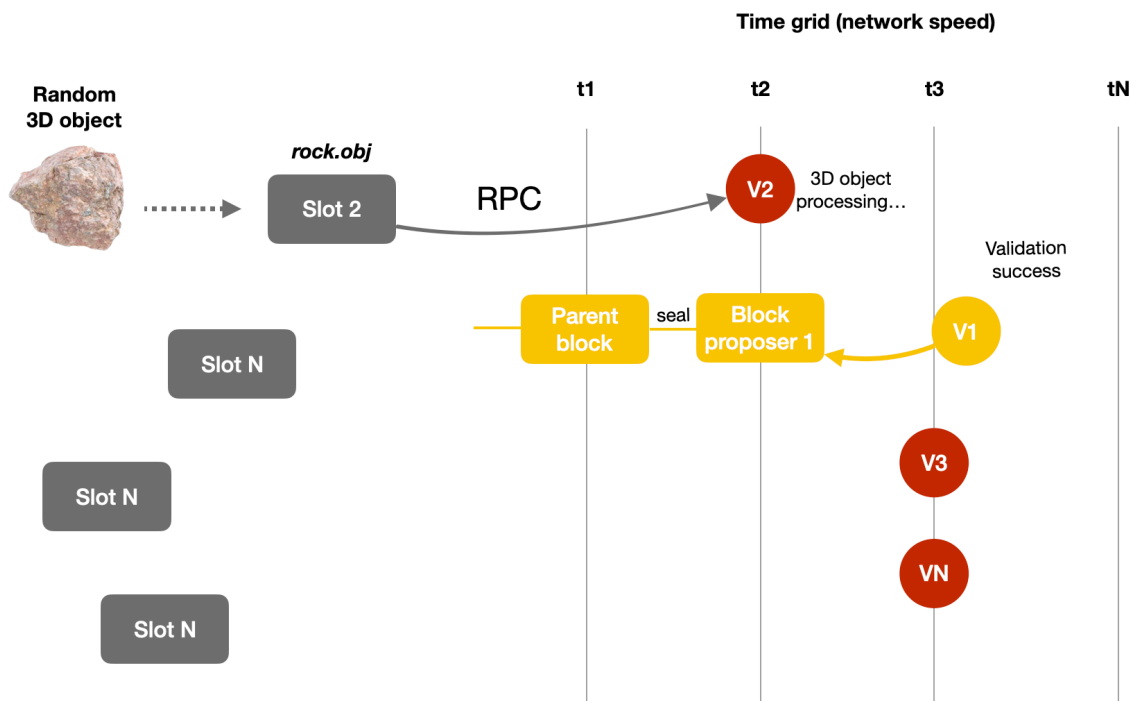 Time grid (network speed)
t1
t2
t3
tN
Random
3D object
rock.obj
Slot 2
RPC
V2
3D object
processing…
Validation
success
Parent
block
seal
Block
proposer 1
V1
Slot N
V3
Slot N
VN
Slot N